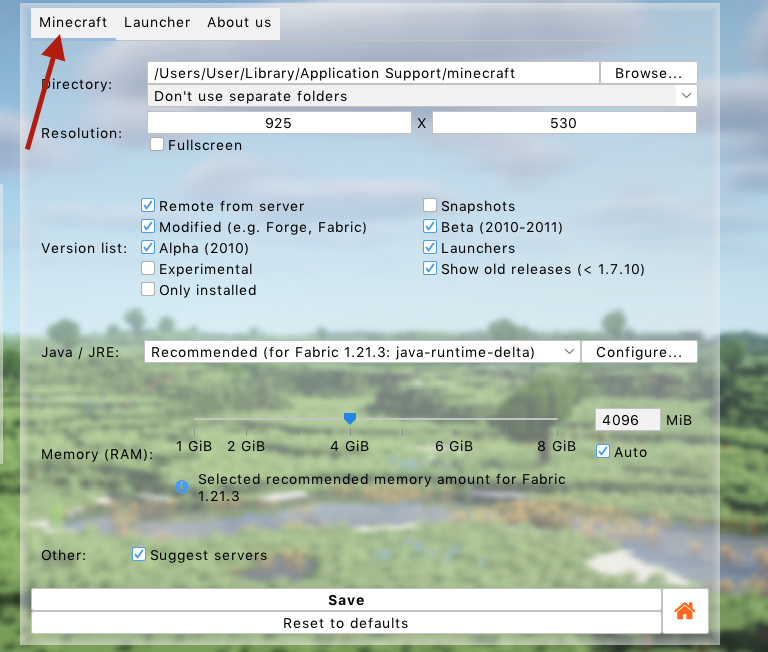 Minecraft Launcher About us
Directory:
/Users/User/Library/Application Support/minecraft Browse...
Don't use separate folders
Resolution:
925 X 530
Fullscreen
Version list:
Remote from server Snapshots
Modified (e.g. Forge, Fabric) Beta (2010-2011)
Alpha (2010) Launchers
Experimental Show old releases (< 1.7.10)
Only installed
Java / JRE: Recommended (for Fabric 1.21.3: java-runtime-delta) Configure...
4096 MiB
1 GiB 2 GiB 4 GiB 6 GiB 8 GiB
Memory (RAM): Auto
Selected recommended memory amount for Fabric
1.21.3
Other: Suggest servers
Save
Reset to defaults